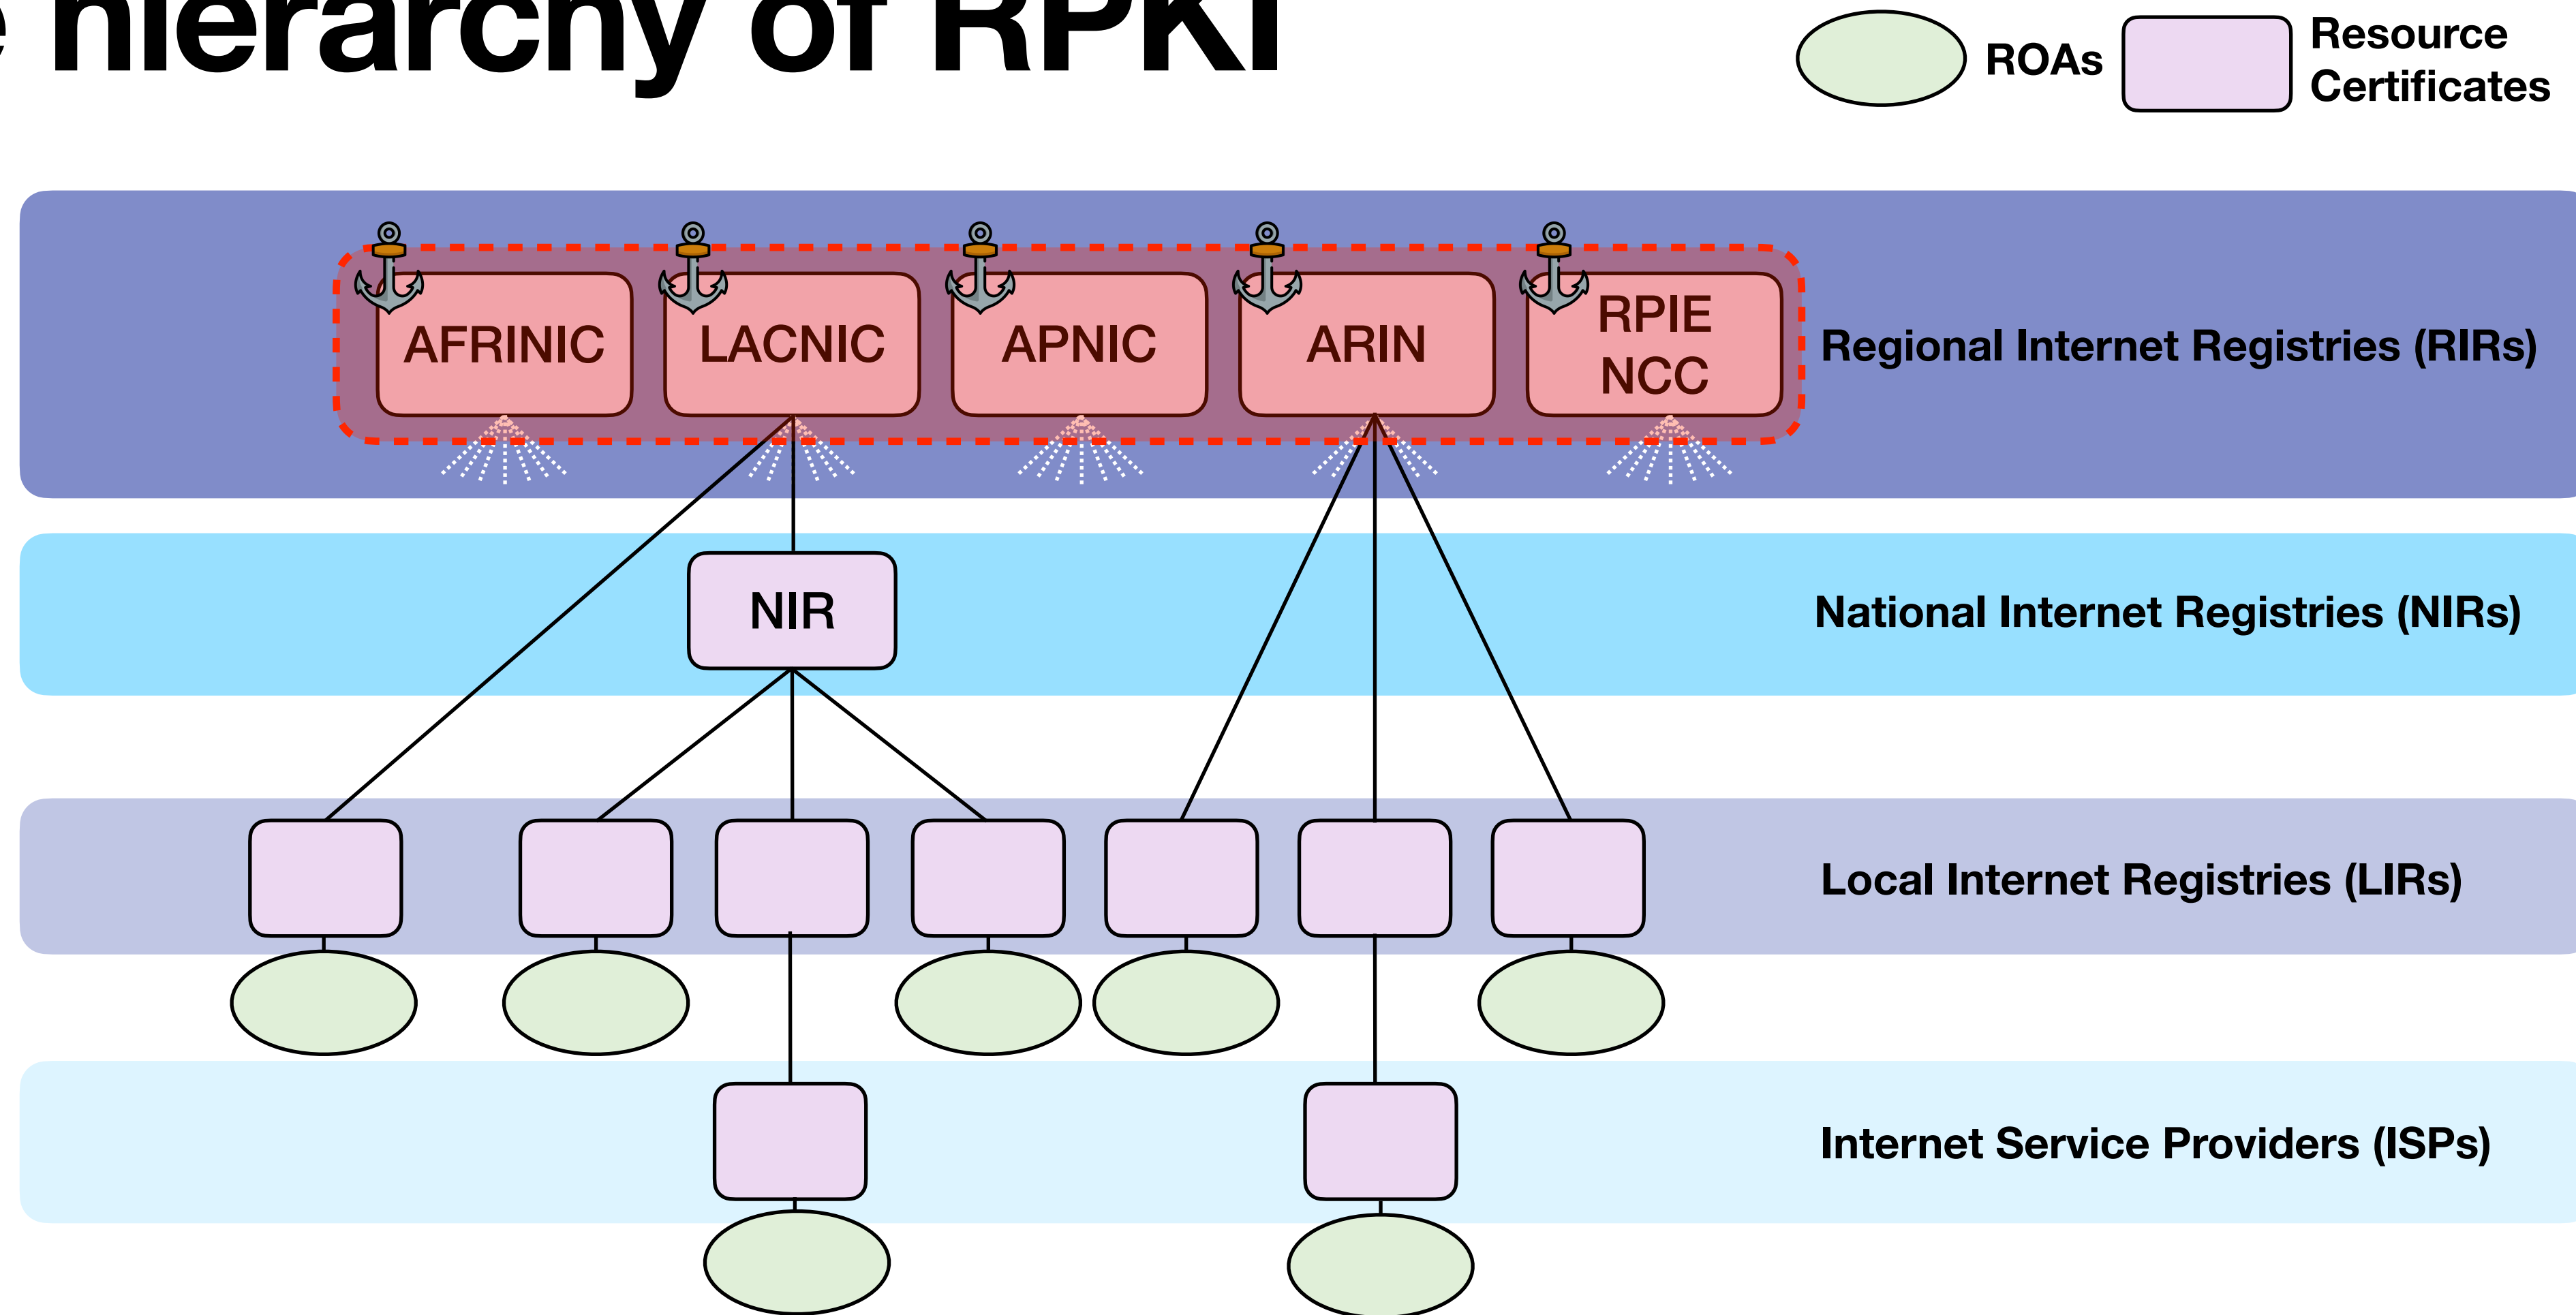 e hierarchy of RPKI
ROAs
Resource
Certificates
AFRINIC
LACNIC
APNIC
ARIN
RPIE
NCC
Regional Internet Registries (RIRs)
NIR
National Internet Registries (NIRs)
Local Internet Registries (LIRs)
Internet Service Providers (ISPs)